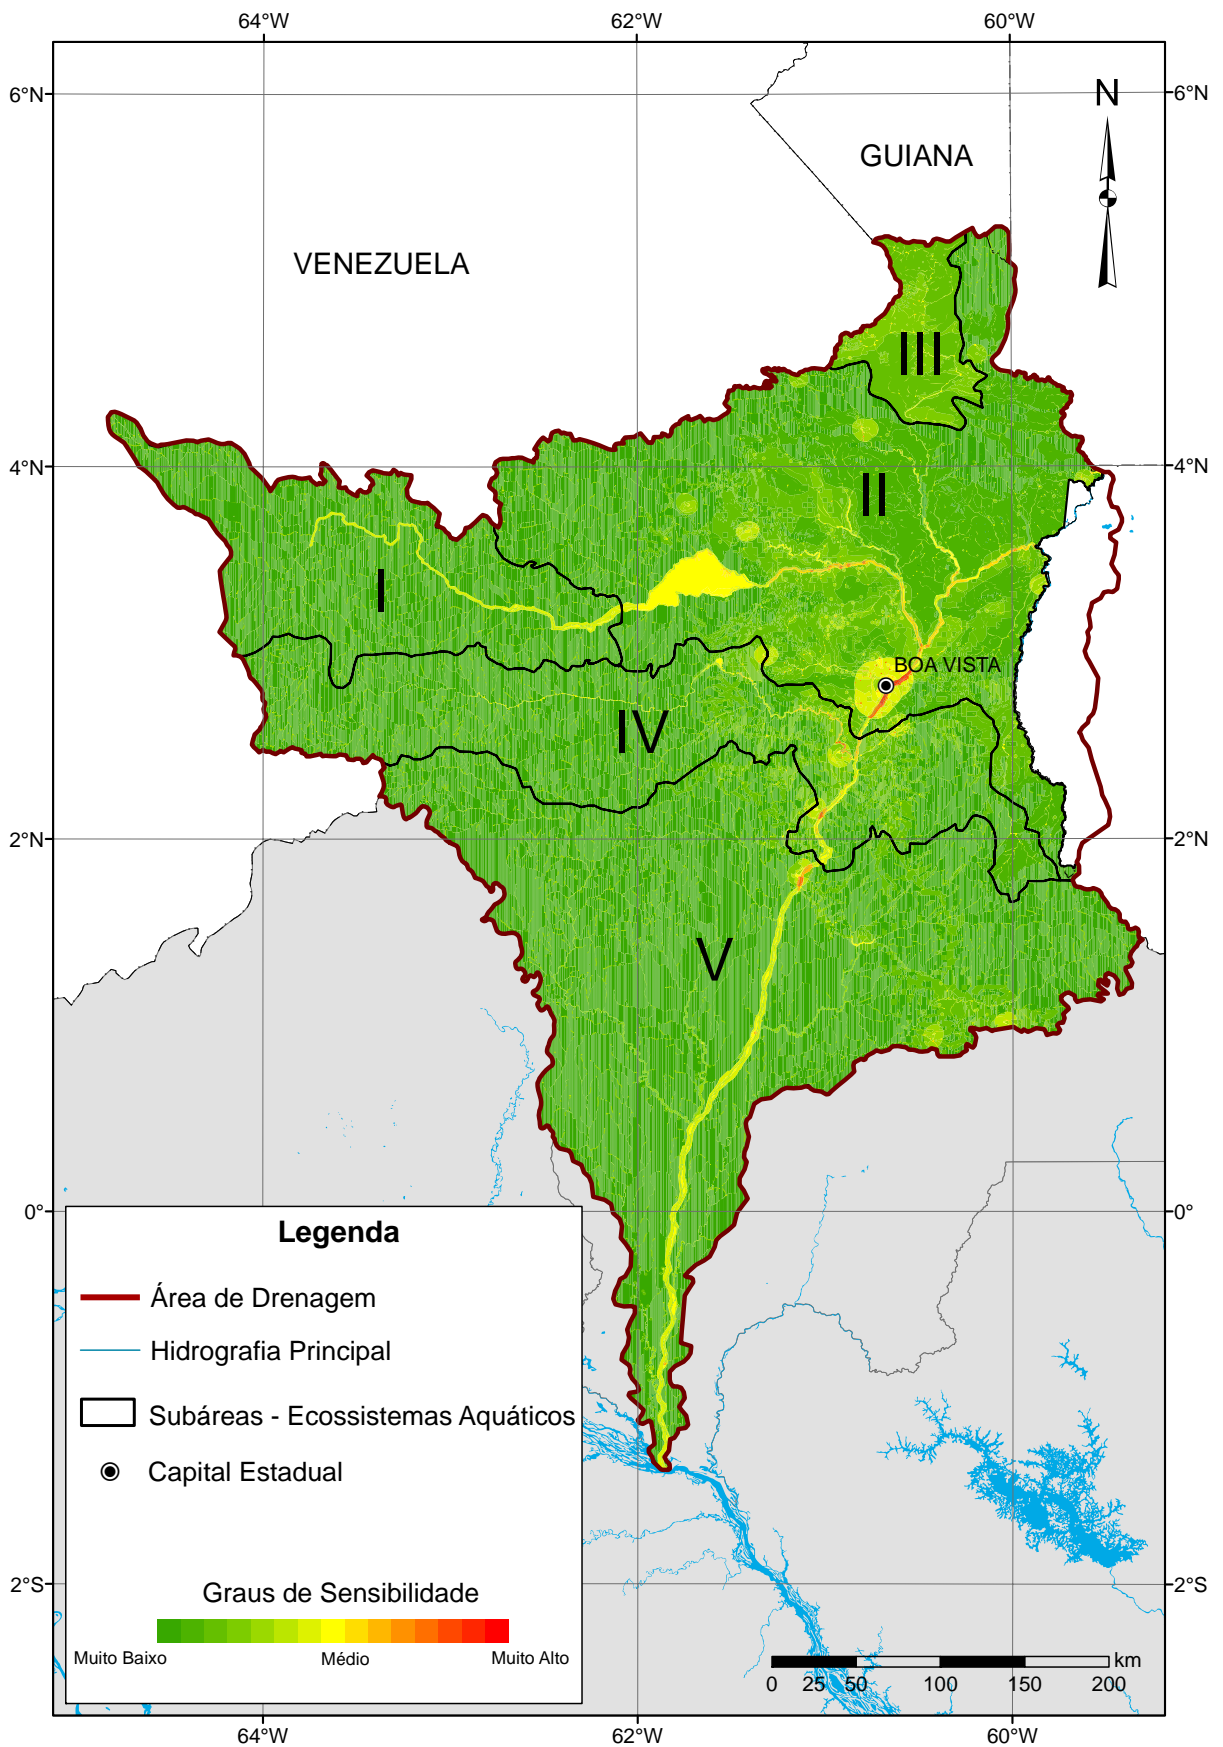 64°W 62°W 60°W
6°N 6°N
N
GUIANA
VENEZUELA
III
4°N 4°N
II
I
BOA VISTA
IV
2°N 2°N
V
0° 0°
Legenda
Área de Drenagem
Hidrografia Principal
Subáreas - Ecossistemas Aquáticos
Capital Estadual
2°S 2°S
Graus de Sensibilidade
Muito Baixo Médio Muito Alto
km
0 25 50 100 150 200
64°W 62°W 60°W